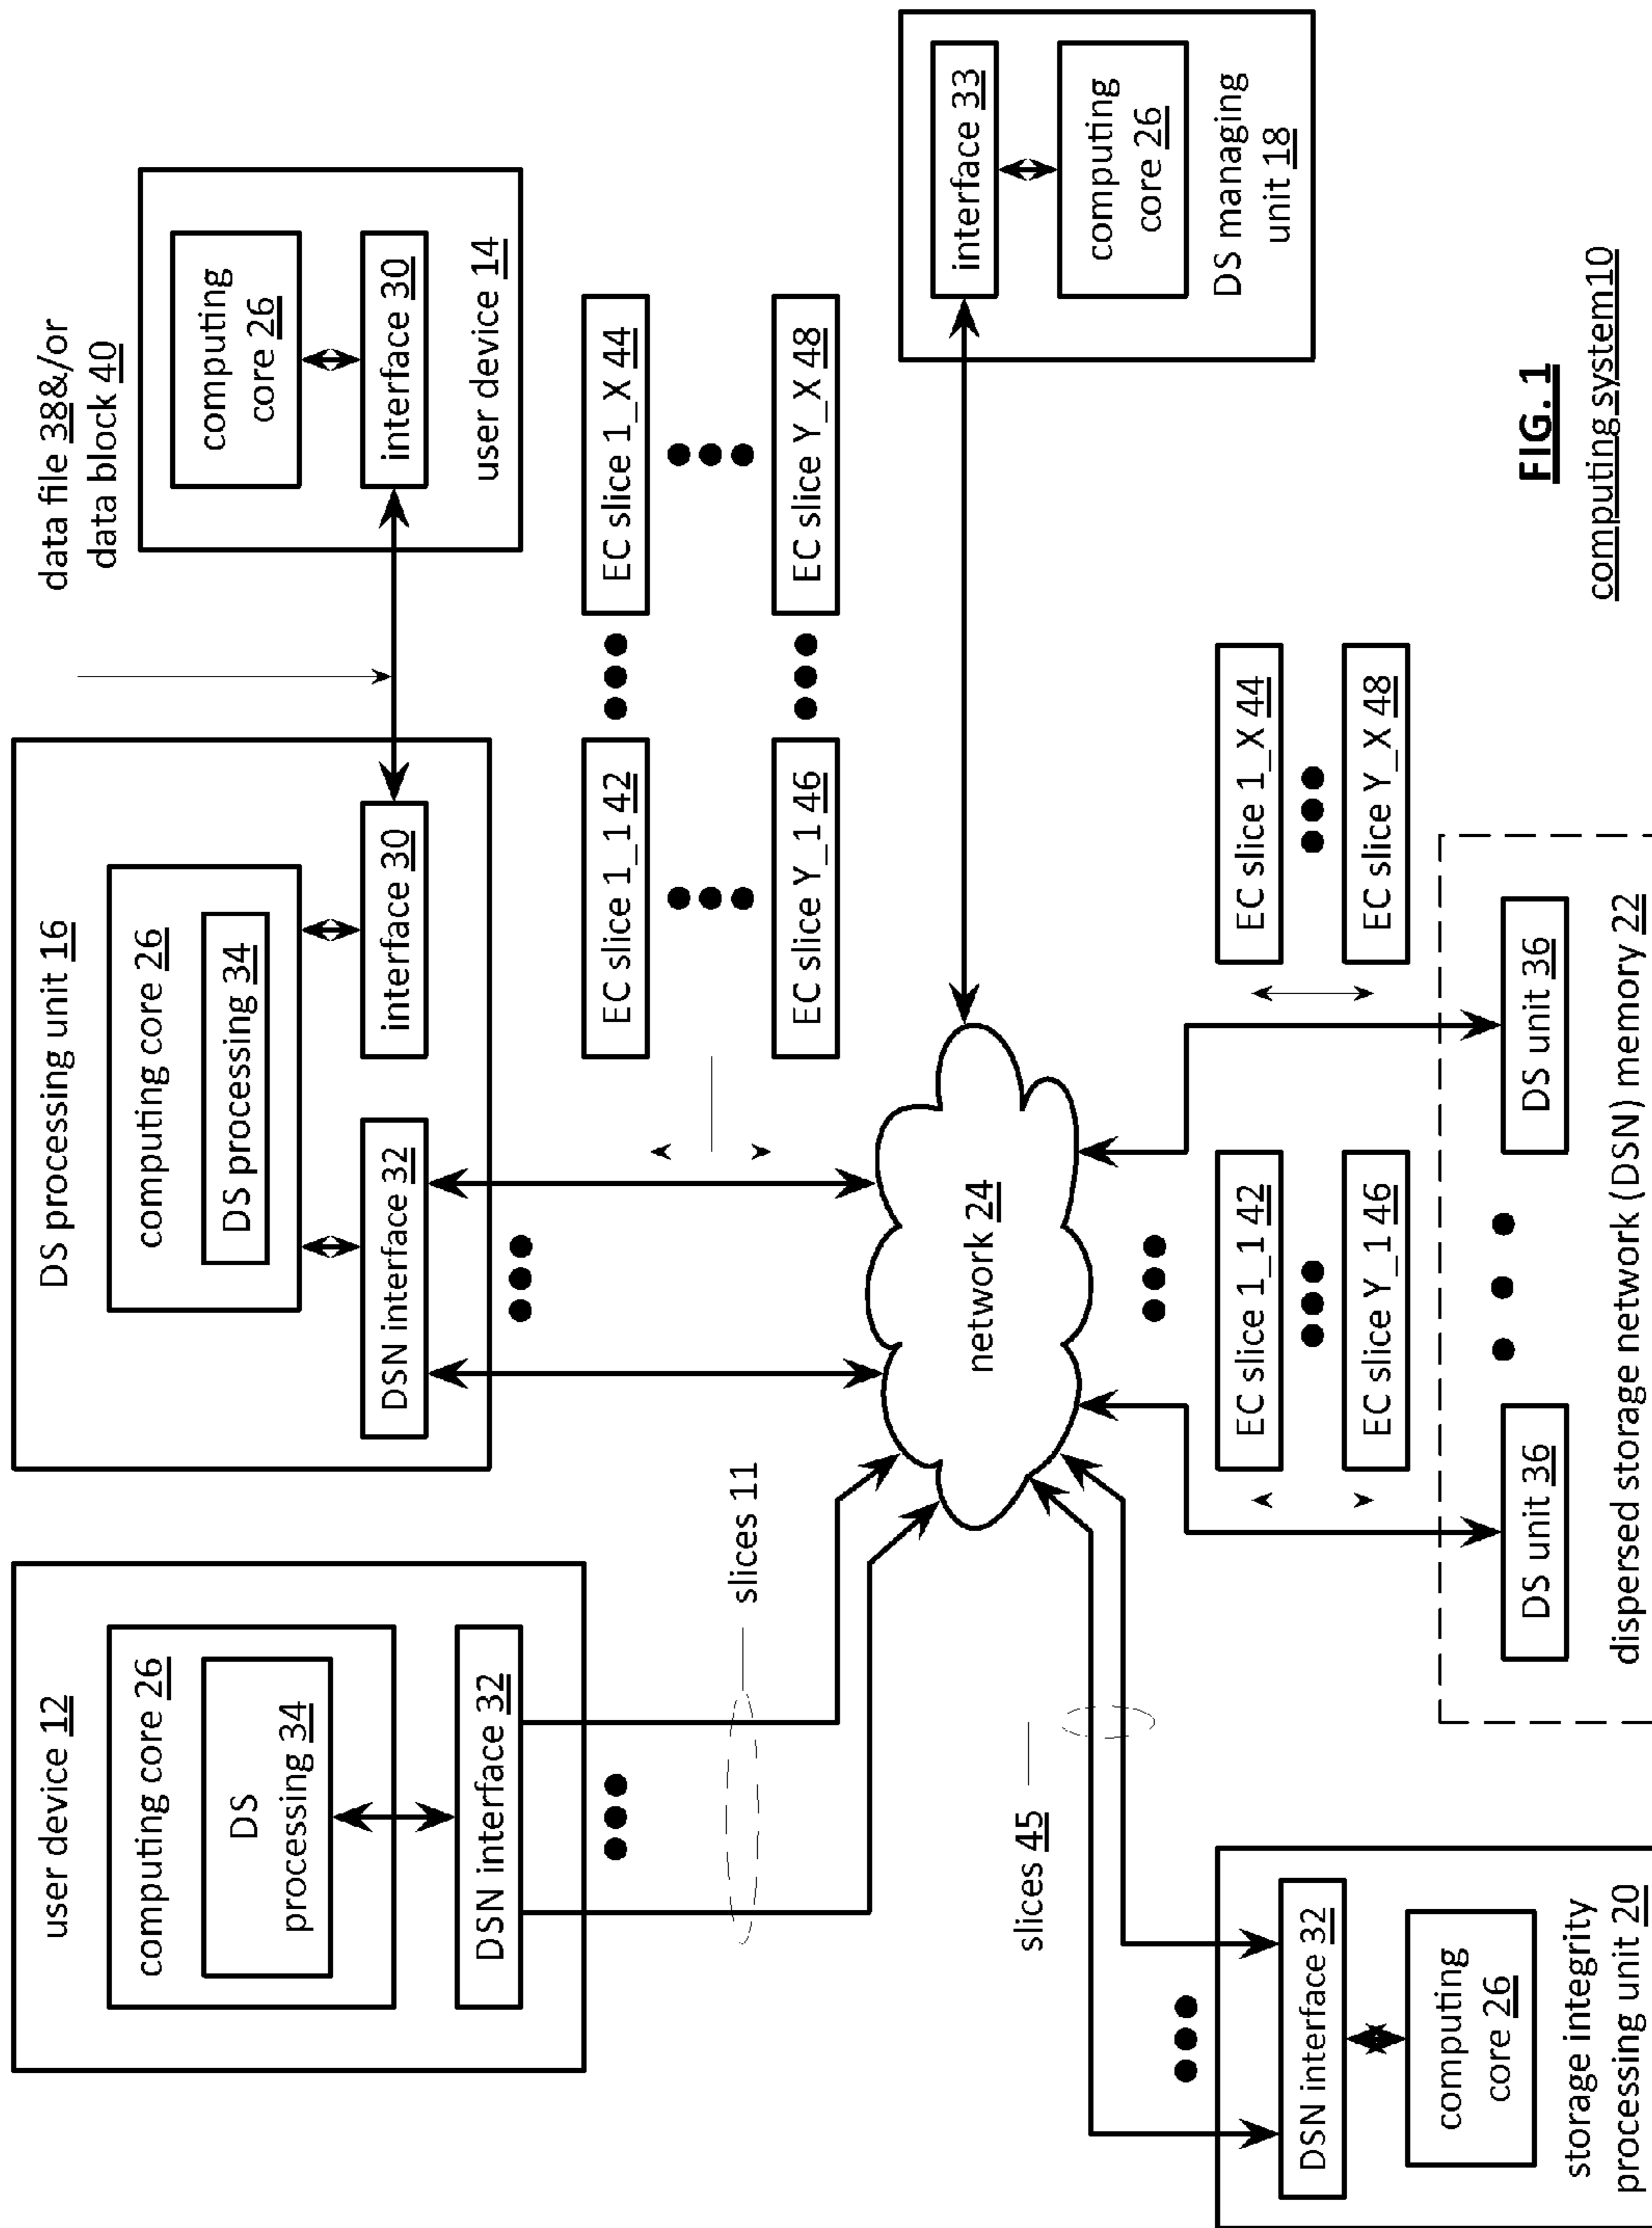 user device 12
computing core 26
DS
processing 34
DSN interface 32
slices 11
DS processing unit 16
computing core 26
DS processing 34
DSN interface 32
interface 30
data file 38&/or
data block 40
computing
core 26
interface 30
user device 14
EC slice 1_1 42
EC slice 1_X 44
EC slice Y_1 46
EC slice Y_X 48
network 24
interface 33
computing
core 26
DS managing
unit 18
slices 45
DSN interface 32
computing
core 26
storage integrity
processing unit 20
EC slice 1_1 42
EC slice Y_1 46
EC slice 1_X 44
EC slice Y_X 48
DS unit 36
DS unit 36
dispersed storage network (DSN) memory 22
FIG. 1
computing system10